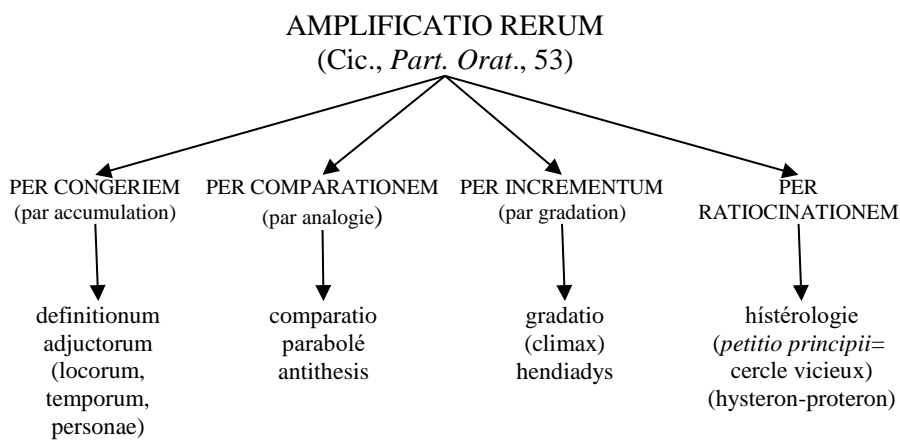 AMPLIFICATIO RERUM
(Cic., Part. Orat., 53)
PER CONGERIEM
(par accumulation)
PER COMPARATIONEM
(par analogie)
PER INCREMENTUM
(par gradation)
PER
RATIOCINATIONEM
definitionum
adjuctorum
(locorum,
temporum,
personae)
comparatio
parabolé
antithesis
gradatio
(climax)
hendiadys
hístérologie
(petitio principii=
cercle vicieux)
(hysteron-proteron)